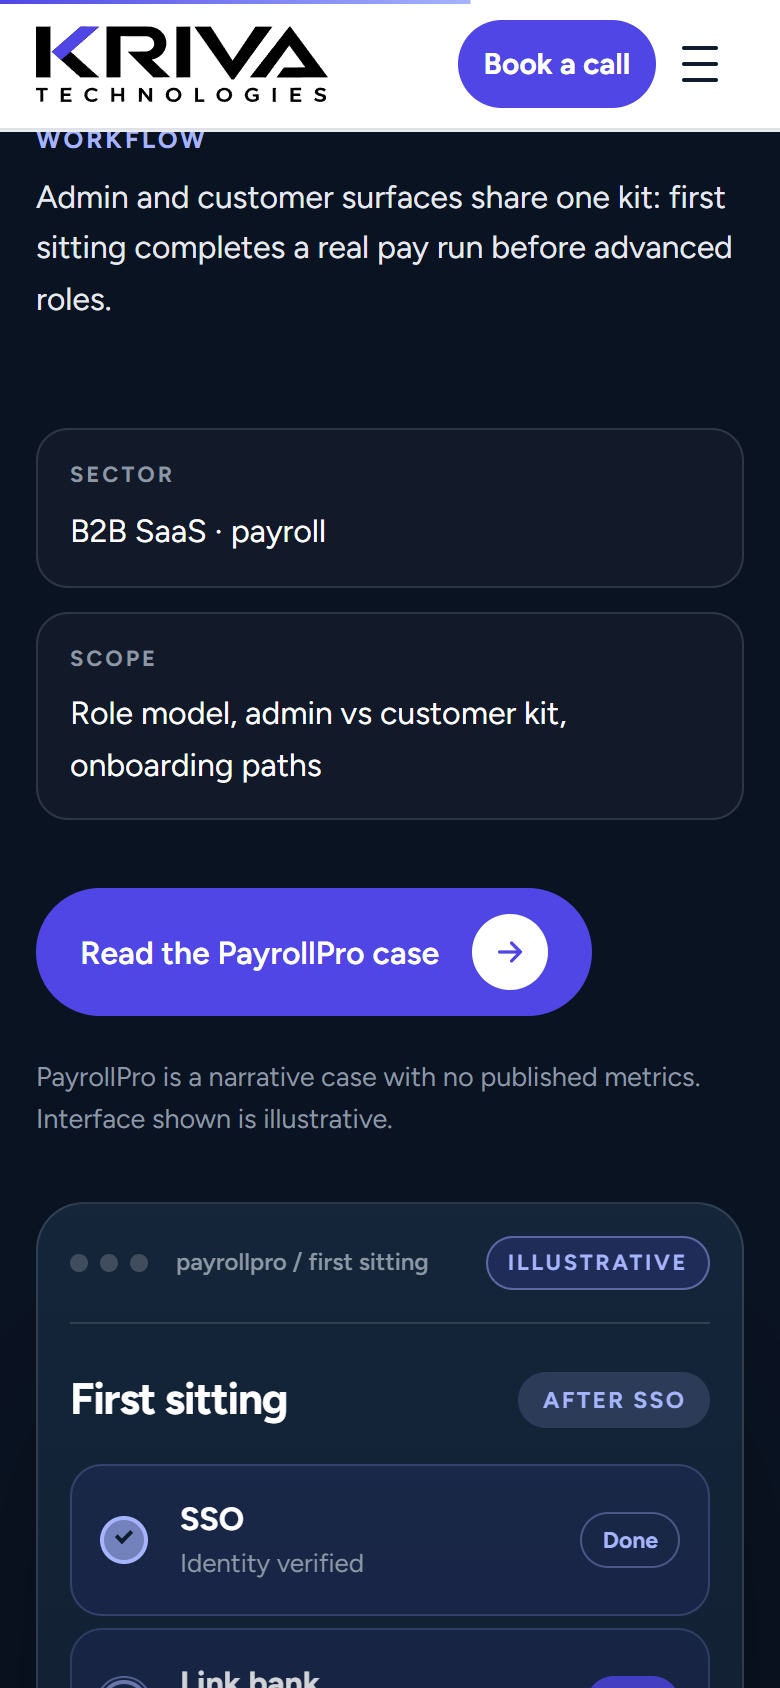 KRIVA
TECHNOLOGIES
Book a call
WORKFLOW
Admin and customer surfaces share one kit: first
sitting completes a real pay run before advanced
roles.
SECTOR
B2B SaaS · payroll
SCOPE
Role model, admin vs customer kit,
onboarding paths
Read the PayrollPro case
PayrollPro is a narrative case with no published metrics.
Interface shown is illustrative.
payrollpro / first sitting
ILLUSTRATIVE
First sitting
AFTER SSO
SSO
Done
Identity verified
Link bank